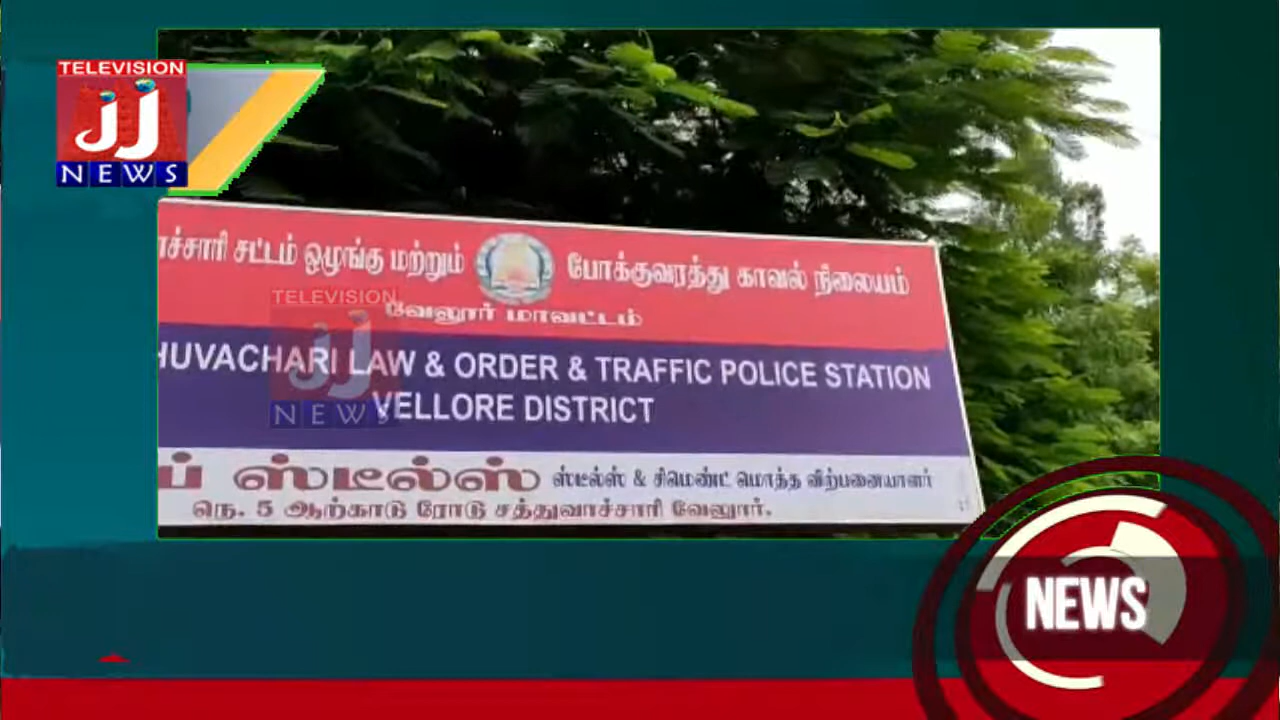 TELEVISION
JJ
NEWS
ாச்சாரி சட்டம் ஒழுங்கு மற்றும் போக்குவரத்து காவல் நிலையம்
வேலூர் மாவட்டம்
TELEVISION
JJ
NEWS
HUVACHARI LAW & ORDER & TRAFFIC POLICE STATION
VELLORE DISTRICT
ப் ஸ்டீல்ஸ் ஸ்டீல்ஸ் & சிமெண்ட் மொத்த விற்பனையாளர்
நெ. 5 ஆற்காடு ரோடு சத்துவாச்சாரி வேலூர்.
NEWS